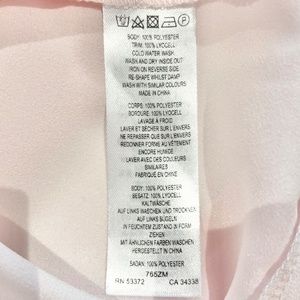 BODY: 100% POLYESTER
TRIM: 100% LYOCELL
COLD WATER WASH
WASH AND DRY INSIDE OUT
IRON ON REVERSE SIDE
RE-SHAPE WHILST DAMP
WASH WITH SIMILAR COLOURS
MADE IN CHINA
CORPS: 100% POLYESTER
BORDURE: 100% LYOCELL
LAVAGE À FROID
LAVER ET SÉCHER SUR L'ENVERS
NE REPASSER QUE SUR L'ENVERS
REDONNER FORME AU VÊTEMENT
ENCORE HUMIDE
LAVER AVEC DES COULEURS
SIMILAIRES
FABRIQUÉ EN CHINE
BODY: 100% POLYESTER
BESATZ: 100% LYOCELL
KALTWÄSCHE
AUF LINKS WASCHEN UND TROCKNEN
AUF LINKS BÜGELN
IN FEUCHTEM ZUSTAND IN FORM
ZIEHEN
MIT ÄHNLICHEN FARBEN WASCHEN
HERGESTELLT IN CHINA
SADAN: 100% POLYESTER
765ZM
RN 53372 CA 34338